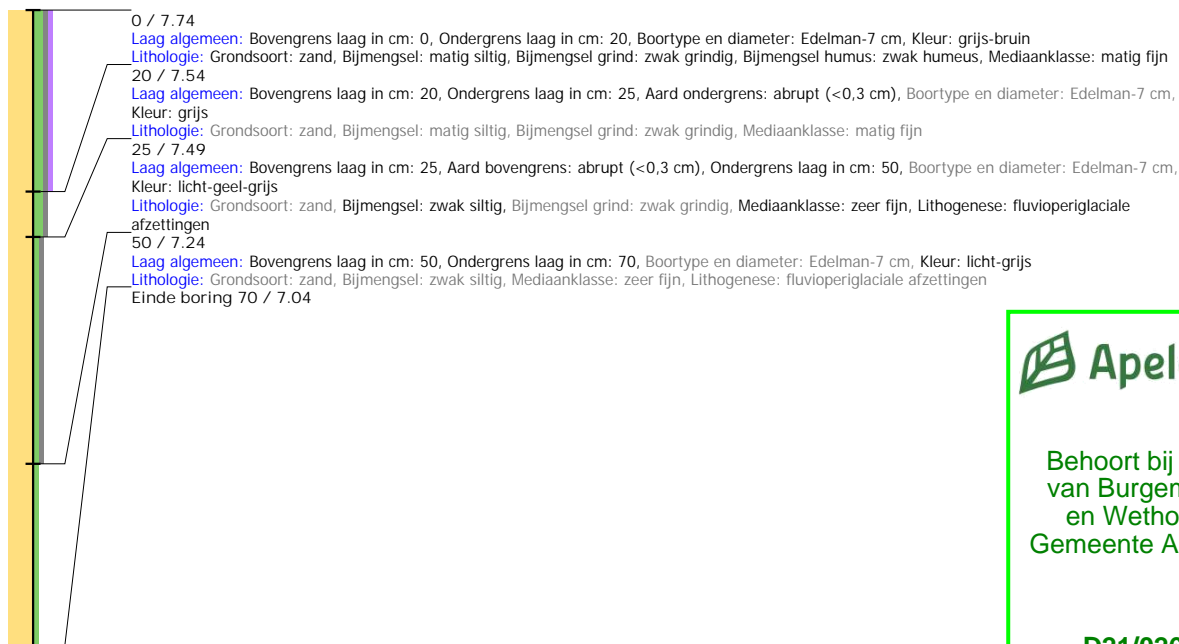 0 / 7.74
Laag algemeen: Bovengrens laag in cm: 0, Ondergrens laag in cm: 20, Boortype en diameter: Edelman-7 cm, Kleur: grijs-bruin
Lithologie: Grondsoort: zand, Bijmengsel: matig siltig, Bijmengsel grind: zwak grindig, Bijmengsel humus: zwak humeus, Mediaanklasse: matig fijn
20 / 7.54
Laag algemeen: Bovengrens laag in cm: 20, Ondergrens laag in cm: 25, Aard ondergrens: abrupt (<0,3 cm), Boortype en diameter: Edelman-7 cm,
Kleur: grijs
Lithologie: Grondsoort: zand, Bijmengsel: matig siltig, Bijmengsel grind: zwak grindig, Mediaanklasse: matig fijn
25 / 7.49
Laag algemeen: Bovengrens laag in cm: 25, Aard bovengrens: abrupt (<0,3 cm), Ondergrens laag in cm: 50, Boortype en diameter: Edelman-7 cm,
Kleur: licht-geel-grijs
Lithologie: Grondsoort: zand, Bijmengsel: zwak siltig, Bijmengsel grind: zwak grindig, Mediaanklasse: zeer fijn, Lithogenese: fluvioperiglaciale
afzettingen
50 / 7.24
Laag algemeen: Bovengrens laag in cm: 50, Ondergrens laag in cm: 70, Boortype en diameter: Edelman-7 cm, Kleur: licht-grijs
Lithologie: Grondsoort: zand, Bijmengsel: zwak siltig, Mediaanklasse: zeer fijn, Lithogenese: fluvioperiglaciale afzettingen
Einde boring 70 / 7.04
Apel
Behoort bij
van Burgem
en Wetho
Gemeente A